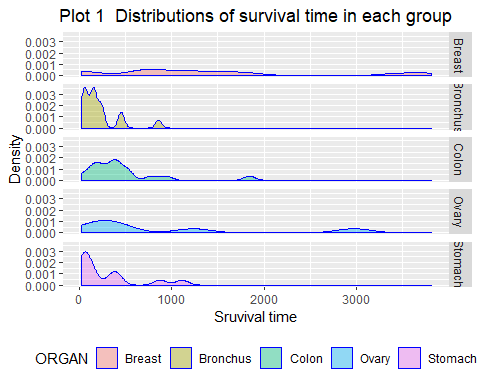 Plot 1  Distributions of survival time in each group
Density
0.003
0.002
0.001
0.000
Breast
0.003
0.002
0.001
0.000
Bronchus
0.003
0.002
0.001
0.000
Colon
0.003
0.002
0.001
0.000
Ovary
0.003
0.002
0.001
0.000
Stomach
0 1000 2000 3000
Sruvival time
ORGAN Breast Bronchus Colon Ovary Stomach